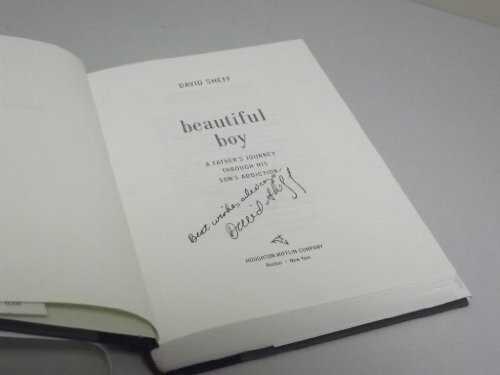 DAVID SHEFF
beautiful
boy
A FATHER'S JOURNEY
THROUGH HIS
SON'S ADDICTION
Best wishes always,
David Sheff
HOUGHTON MIFFLIN COMPANY
Boston · New York